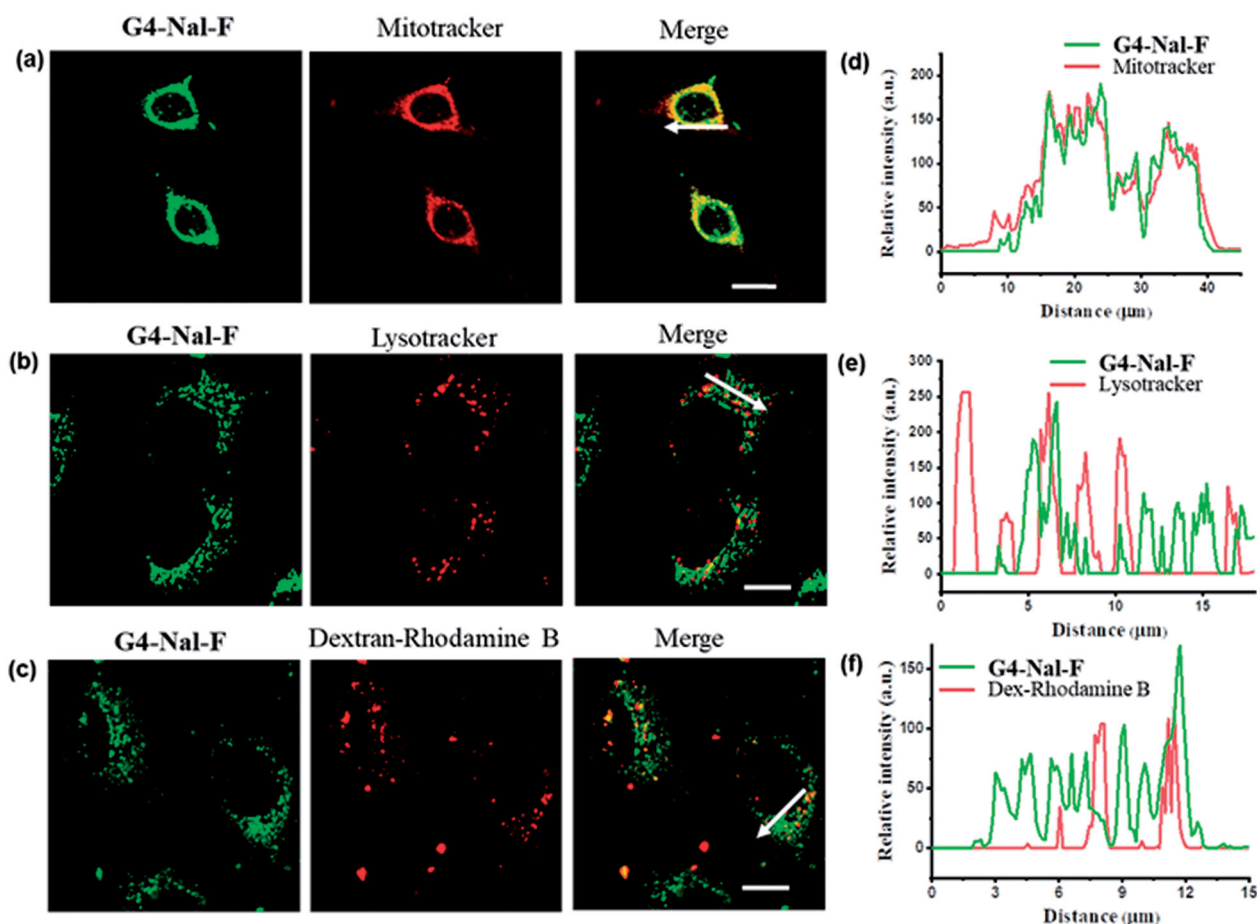 G4-Nal-F Mitotracker Merge
(a)
(d)
G4-Nal-F
Mitotracker
Relative intensity (a.u.)
200
150
100
50
0
0 10 20 30 40
Distance (μm)
G4-Nal-F Lysotracker Merge
(b)
(e)
G4-Nal-F
Lysotracker
Relative intensity (a.u.)
300
250
200
150
100
50
0
0 5 10 15
Distance (μm)
G4-Nal-F Dextran-Rhodamine B Merge
(c)
(f)
G4-Nal-F
Dex-Rhodamine B
Relative intensity (a.u.)
150
100
50
0
0 3 6 9 12 15
Distance (μm)